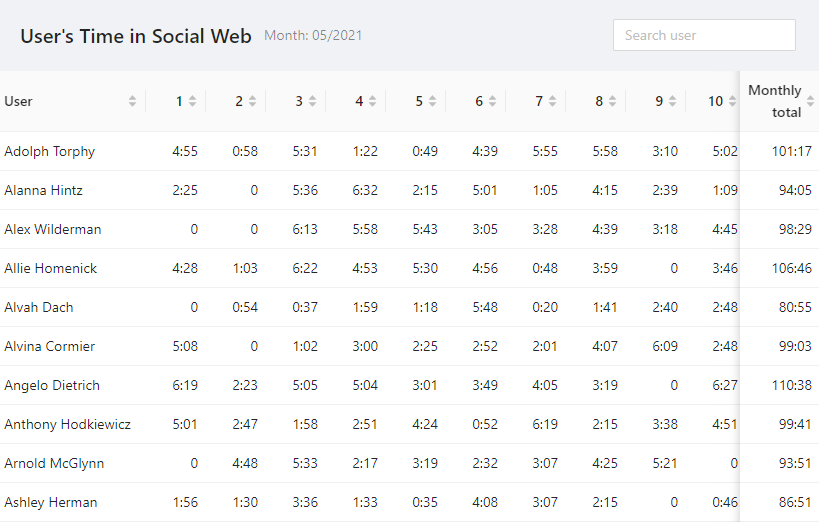 User's Time in Social Web Month: 05/2021 Search user
User 1 2 3 4 5 6 7 8 9 10 Monthly total
Adolph Torphy 4:55 0:58 5:31 1:22 0:49 4:39 5:55 5:58 3:10 5:02 101:17
Alanna Hintz 2:25 0 5:36 6:32 2:15 5:01 1:05 4:15 2:39 1:09 94:05
Alex Wilderman 0 0 6:13 5:58 5:43 3:05 3:28 4:39 3:18 4:45 98:29
Allie Homenick 4:28 1:03 6:22 4:53 5:30 4:56 0:48 3:59 0 3:46 106:46
Alvah Dach 0 0:54 0:37 1:59 1:18 5:48 0:20 1:41 2:40 2:48 80:55
Alvina Cormier 5:08 0 1:02 3:00 2:25 2:52 2:01 4:07 6:09 2:48 99:03
Angelo Dietrich 6:19 2:23 5:05 5:04 3:01 3:49 4:05 3:19 0 6:27 110:38
Anthony Hodkiewicz 5:01 2:47 1:58 2:51 4:24 0:52 6:19 2:15 3:38 4:51 99:41
Arnold McGlynn 0 4:48 5:33 2:17 3:19 2:32 3:07 4:25 5:21 0 93:51
Ashley Herman 1:56 1:30 3:36 1:33 0:35 4:08 3:07 2:15 0 0:46 86:51